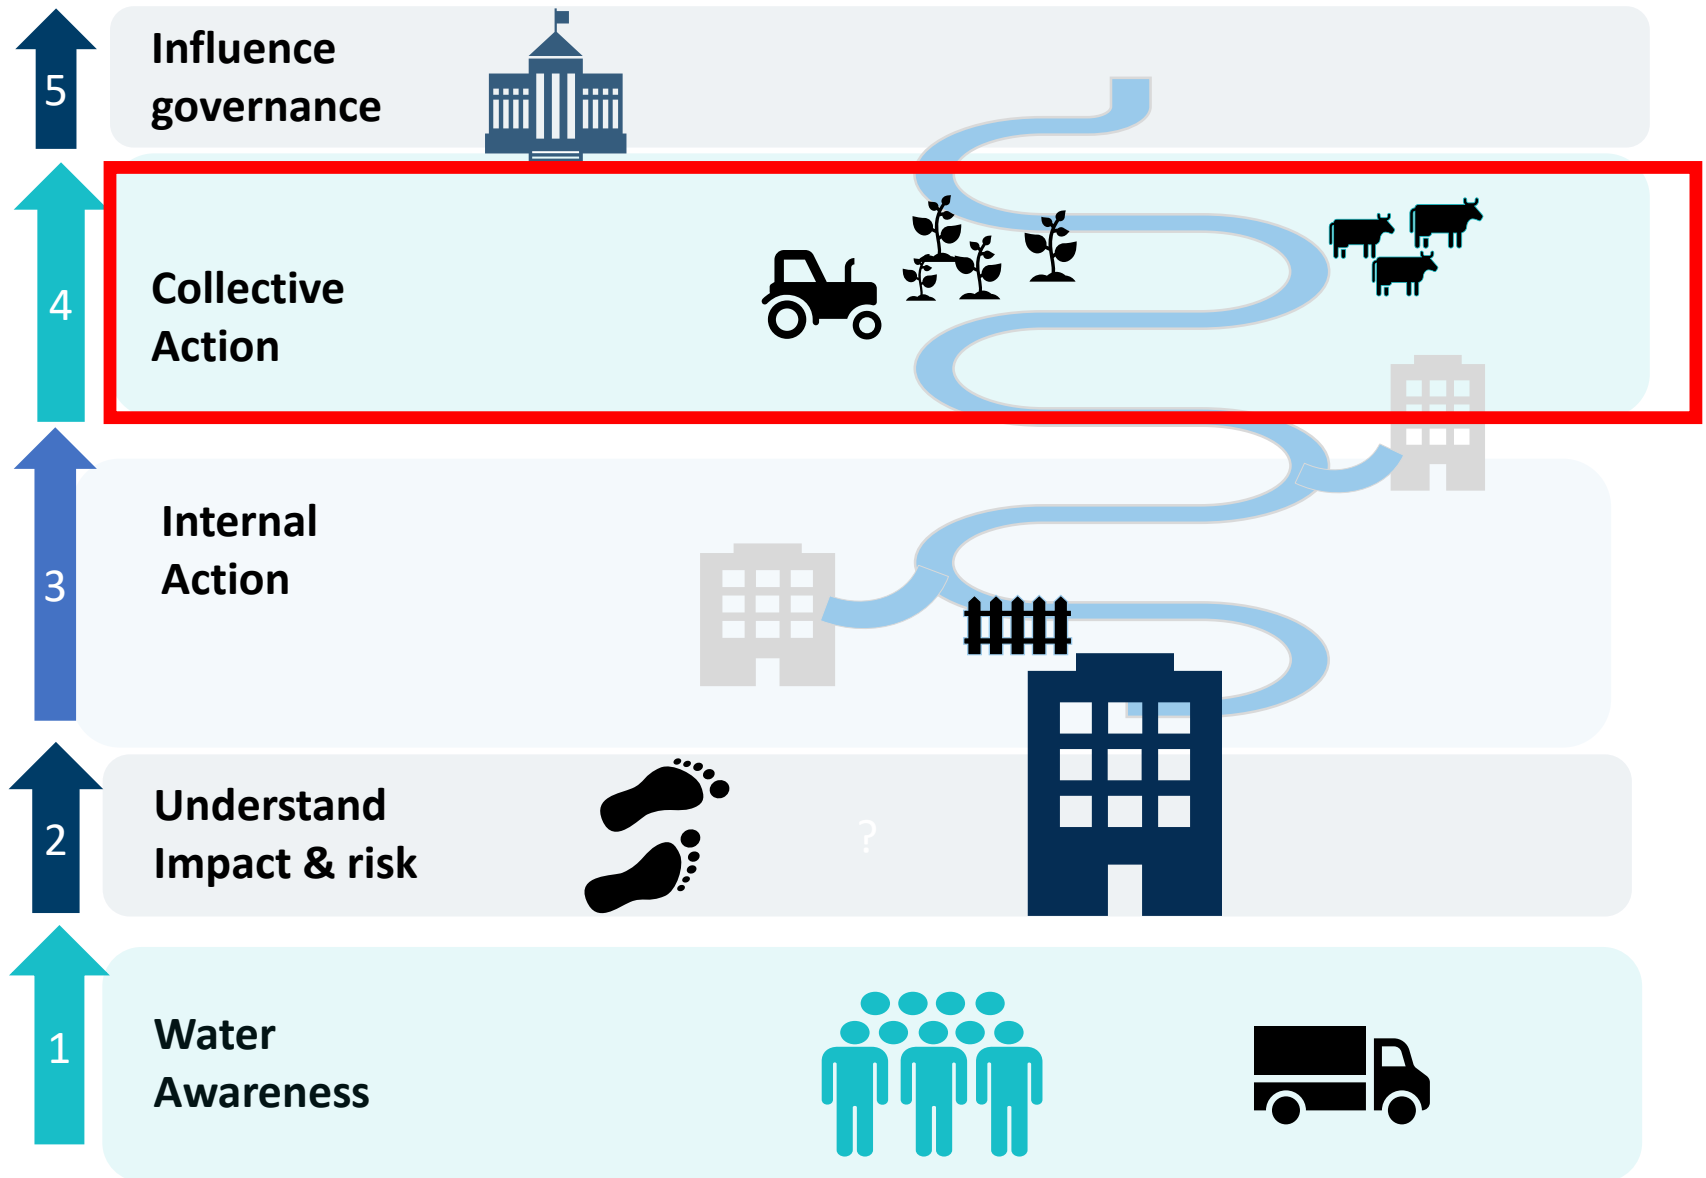 5
Influence
governance
4
Collective
Action
3
Internal
Action
2
Understand
Impact & risk
?
1
Water
Awareness